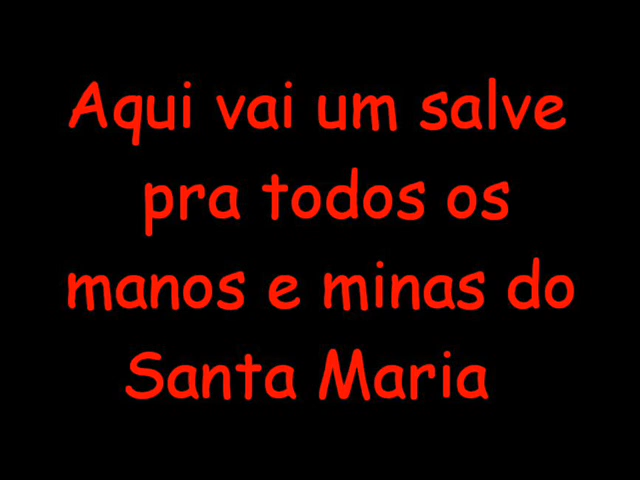 Aqui vai um salve
pra todos os
manos e minas do
Santa Maria